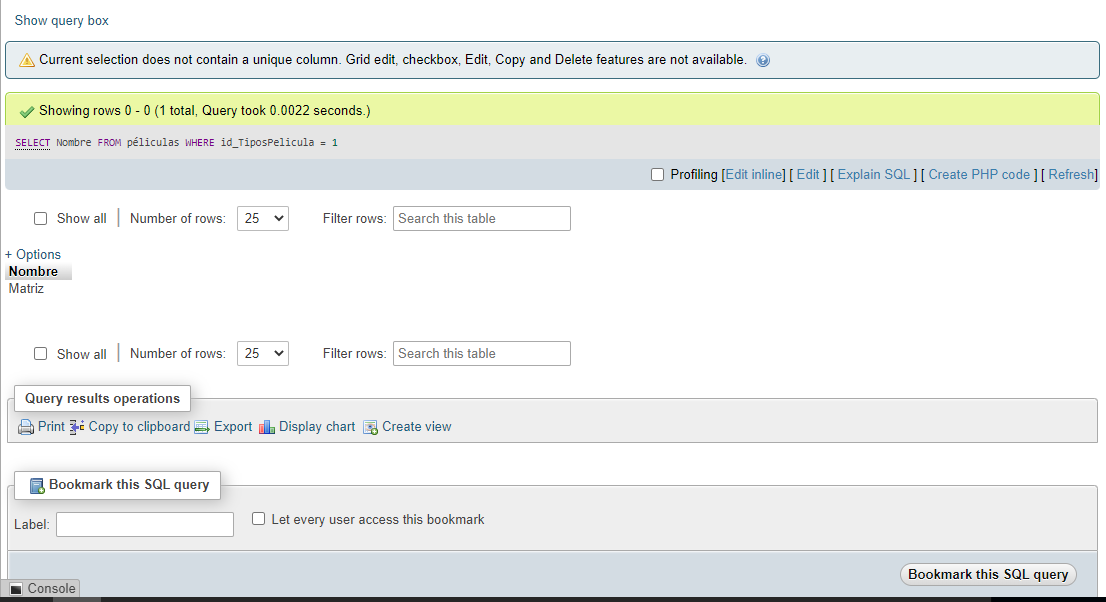 Show query box
Current selection does not contain a unique column. Grid edit, checkbox, Edit, Copy and Delete features are not available.
Showing rows 0 - 0 (1 total, Query took 0.0022 seconds.)
SELECT Nombre FROM péliculas WHERE id_TiposPelicula = 1
Profiling [Edit inline] [ Edit ] [ Explain SQL ] [ Create PHP code ] [ Refresh]
Show all | Number of rows: 25 Filter rows: Search this table
+ Options
Nombre
Matriz
Show all | Number of rows: 25 Filter rows: Search this table
Query results operations
Print Copy to clipboard Export Display chart Create view
Bookmark this SQL query
Label: Let every user access this bookmark
Bookmark this SQL query
Console